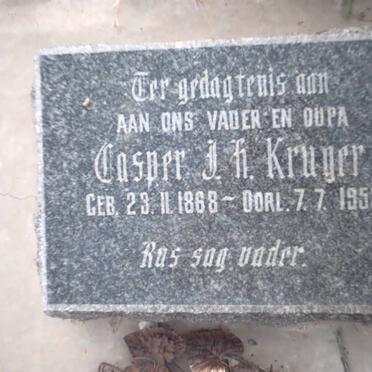 Ter gedagtenis aan
AAN ONS VADER EN OUPA
Casper J. H. Kruger
GEB. 23.11.1868 ~ OORL. 7.7.195
Rus sag vader.